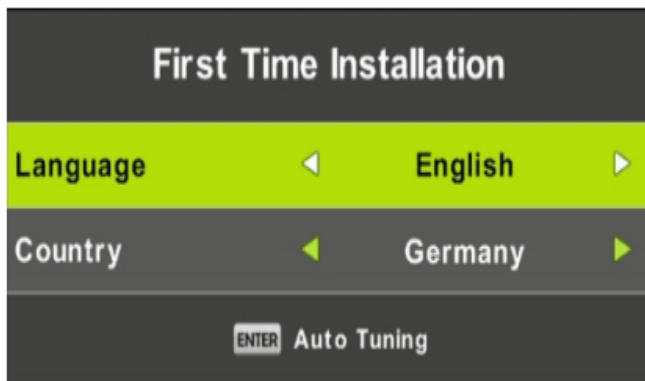 First Time Installation
Language English
Country Germany
ENTER Auto Tuning